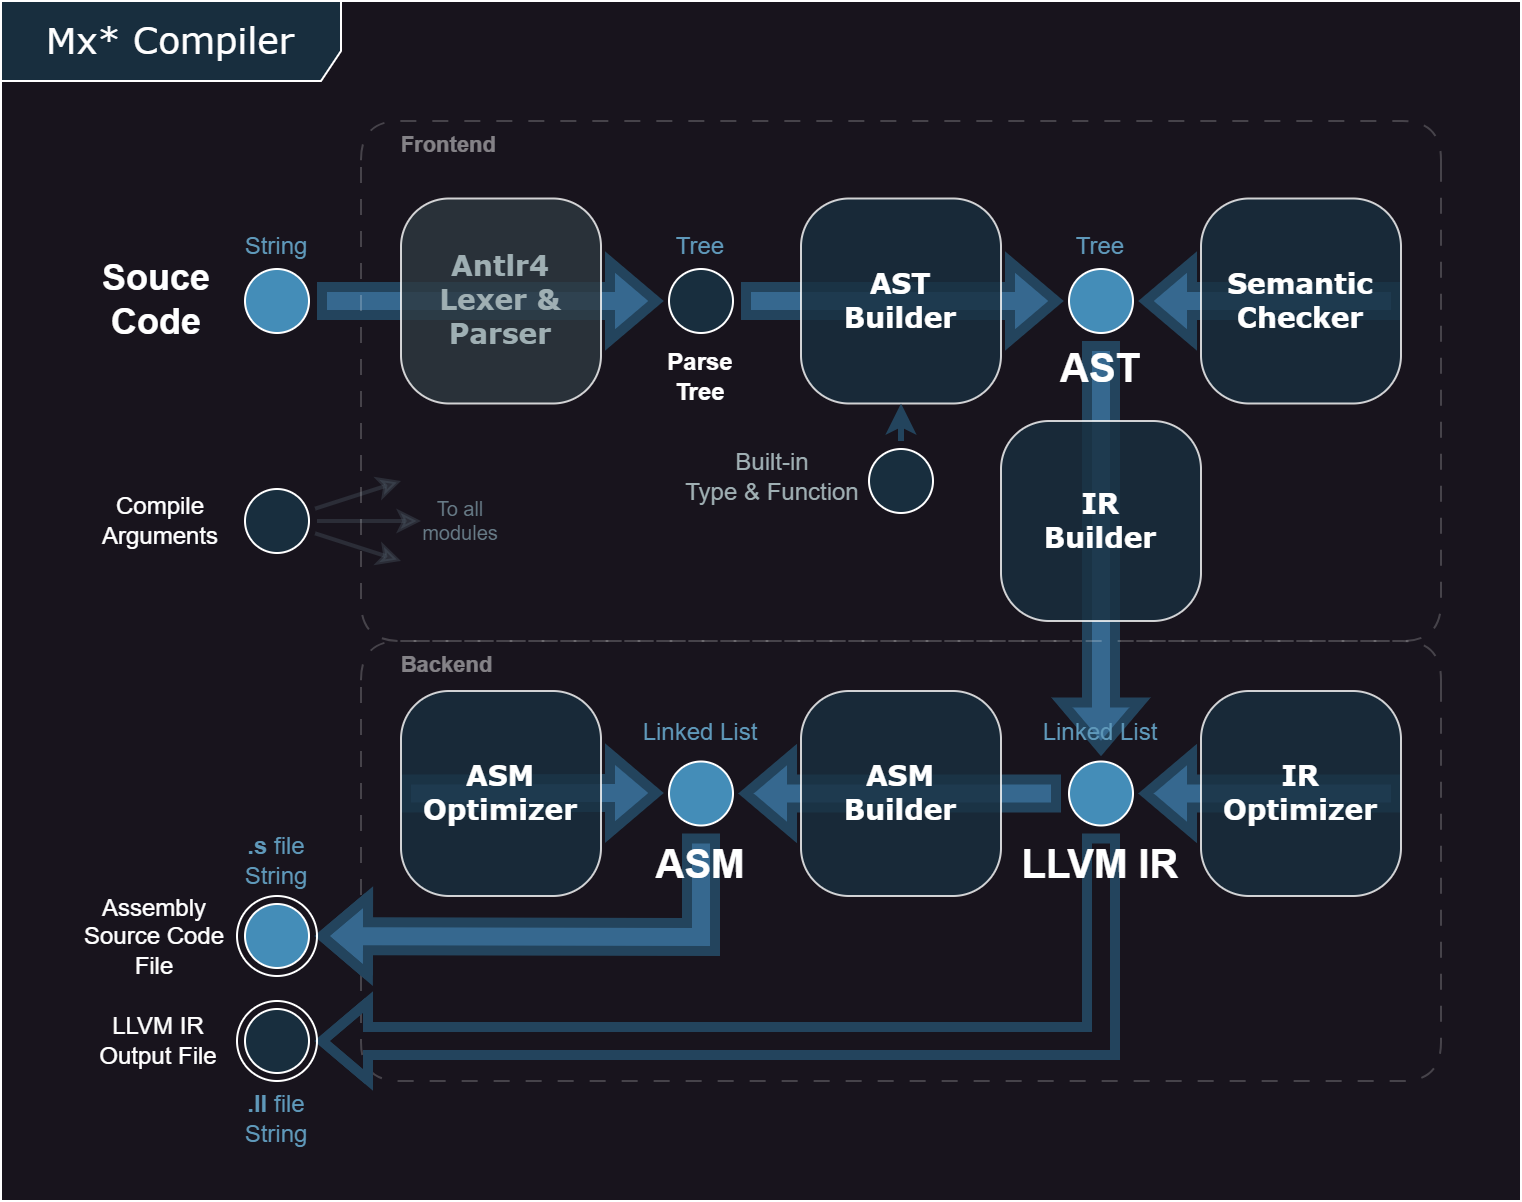 Mx* Compiler
Frontend
String
Souce
Code
Antlr4
Lexer &
Parser
Tree
Parse
Tree
AST
Builder
Tree
AST
Semantic
Checker
Built-in
Type & Function
Compile
Arguments
To all
modules
IR
Builder
Backend
ASM
Optimizer
Linked List
ASM
ASM
Builder
Linked List
LLVM IR
IR
Optimizer
.s file
String
Assembly
Source Code
File
LLVM IR
Output File
.ll file
String